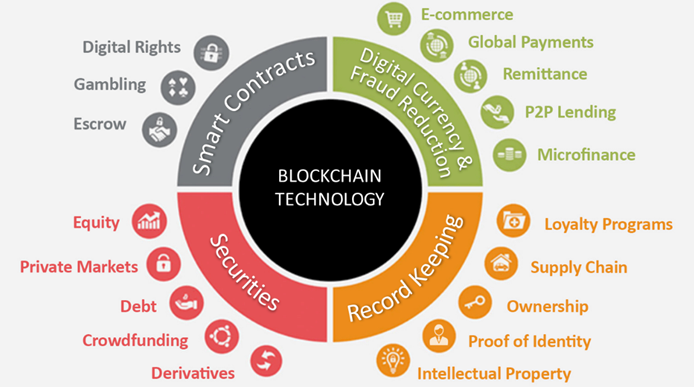 BLOCKCHAIN
TECHNOLOGY
Smart Contracts
Digital Rights
Gambling
Escrow
Digital Currency &
Fraud Reduction
E-commerce
Global Payments
Remittance
P2P Lending
Microfinance
Securities
Equity
Private Markets
Debt
Crowdfunding
Derivatives
Record Keeping
Loyalty Programs
Supply Chain
Ownership
Proof of Identity
Intellectual Property